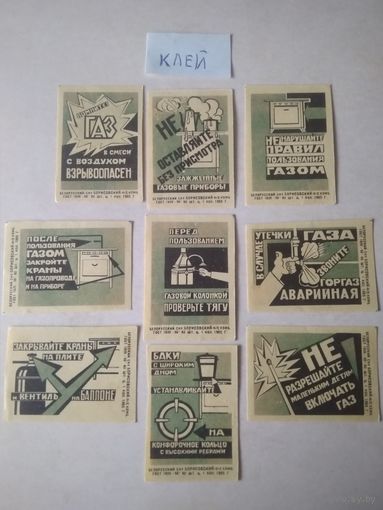 КЛЕЙ
ПОМНИТЕ
ГАЗ
В СМЕСИ
С ВОЗДУХОМ
ВЗРЫВООПАСЕН
НЕ
ОСТАВЛЯЙТЕ
БЕЗ ПРИСМОТРА
ЗАЖЖЕННЫЕ
ГАЗОВЫЕ ПРИБОРЫ!
НЕ НАРУШАЙТЕ
ПРАВИЛ
ПОЛЬЗОВАНИЯ
ГАЗОМ
ПОСЛЕ
ПОЛЬЗОВАНИЯ
ГАЗОМ
ЗАКРОЙТЕ
КРАНЫ
НА ГАЗОПРОВОДЕ
И НА ПРИБОРЕ
ПЕРЕД
ПОЛЬЗОВАНИЕМ
ГАЗОВОЙ КОЛОНКОЙ
ПРОВЕРЬТЕ ТЯГУ
В СЛУЧАЕ
УТЕЧКИ ГАЗА
ЗВОНИТЕ
ГОРГАЗ
АВАРИЙНАЯ
ЗАКРЫВАЙТЕ КРАНЫ
НА ПЛИТЕ
И ВЕНТИЛЬ НА БАЛЛОНЕ
БАКИ
С ШИРОКИМ
ДНОМ
УСТАНАВЛИВАЙТЕ
НА
КОНФОРОЧНОЕ КОЛЬЦО
С ВЫСОКИМИ РЕБРАМИ
НЕ
РАЗРЕШАЙТЕ
МАЛЕНЬКИМ ДЕТЯМ
ВКЛЮЧАТЬ
ГАЗ